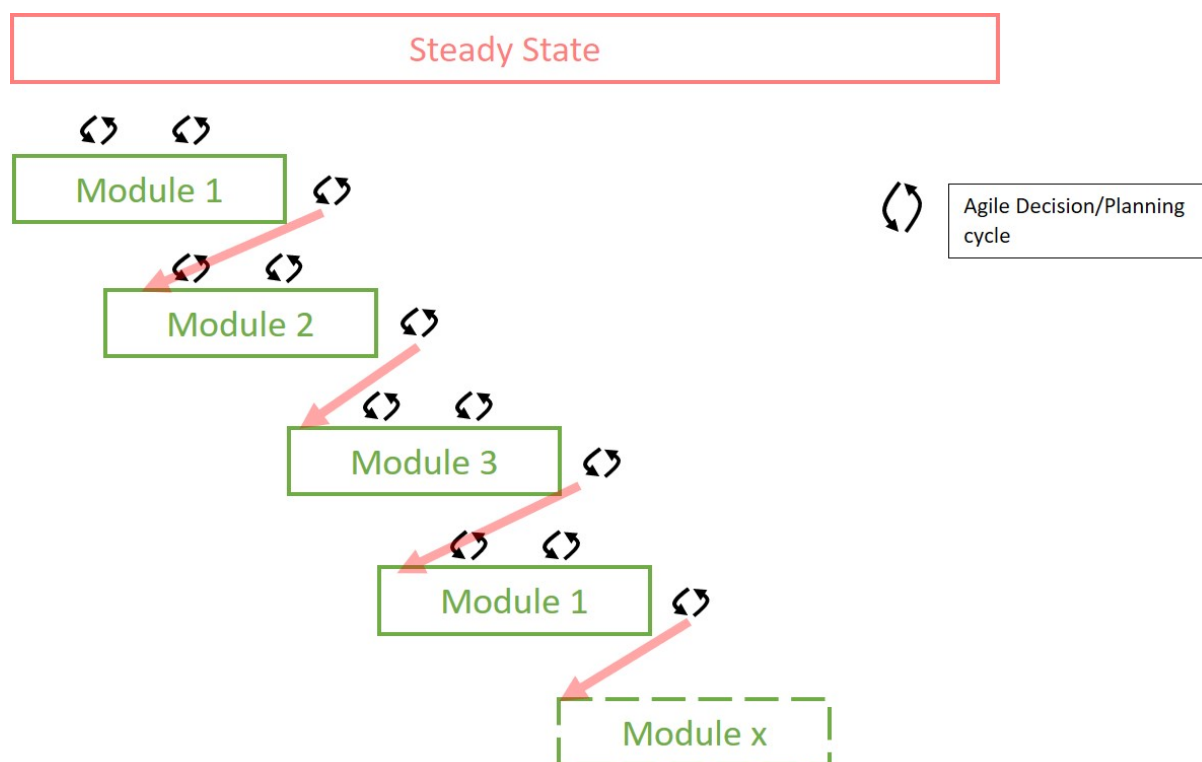 Steady State
Module 1
Agile Decision/Planning
cycle
Module 2
Module 3
Module 1
Module x